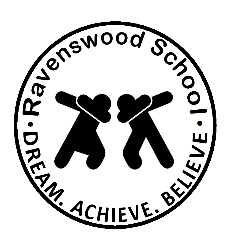 Ravenswood School
· DREAM. ACHIEVE. BELIEVE ·